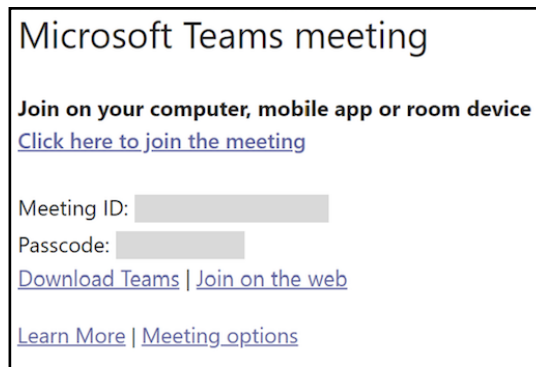 Microsoft Teams meeting
Join on your computer, mobile app or room device
Click here to join the meeting
Meeting ID:
Passcode:
Download Teams | Join on the web
Learn More | Meeting options